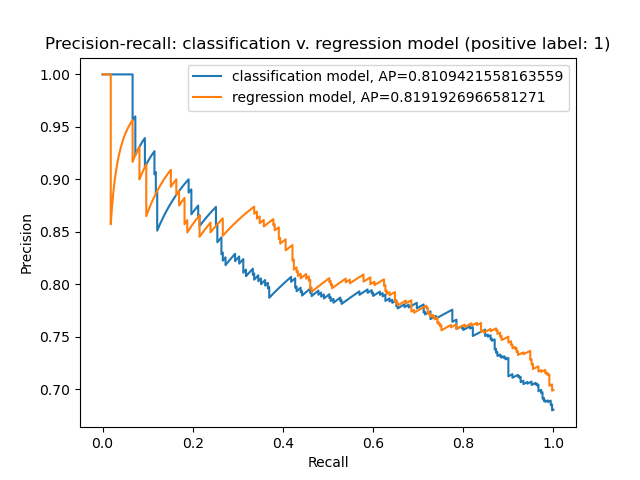 Precision-recall: classification v. regression model (positive label: 1)
classification model, AP=0.8109421558163559
regression model, AP=0.8191926966581271
1.00
0.95
0.90
0.85
0.80
0.75
0.70
Precision
0.0 0.2 0.4 0.6 0.8 1.0
Recall